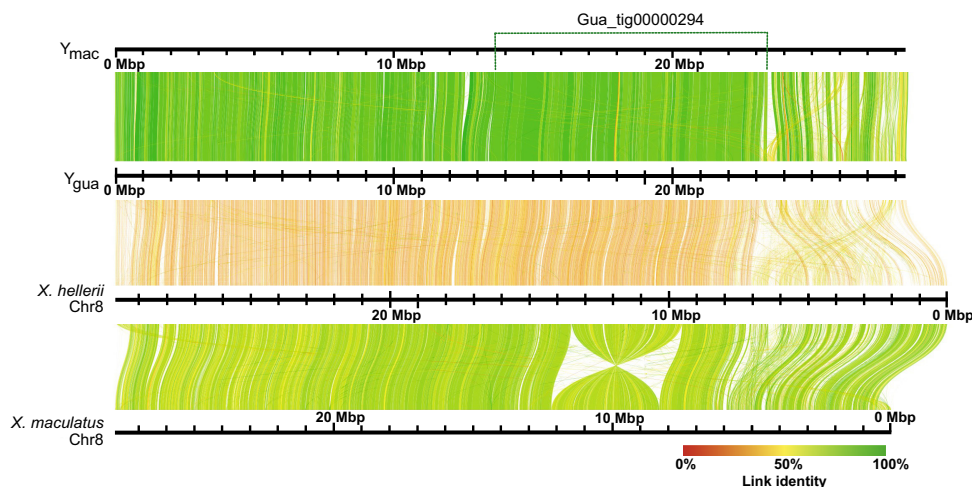 Gua_tig00000294
Ymac
0 Mbp 10 Mbp 20 Mbp
Ygua
0 Mbp 10 Mbp 20 Mbp
X. hellerii
Chr8
20 Mbp 10 Mbp 0 Mbp
20 Mbp 10 Mbp 0 Mbp
X. maculatus
Chr8
0% 50% 100%
Link identity